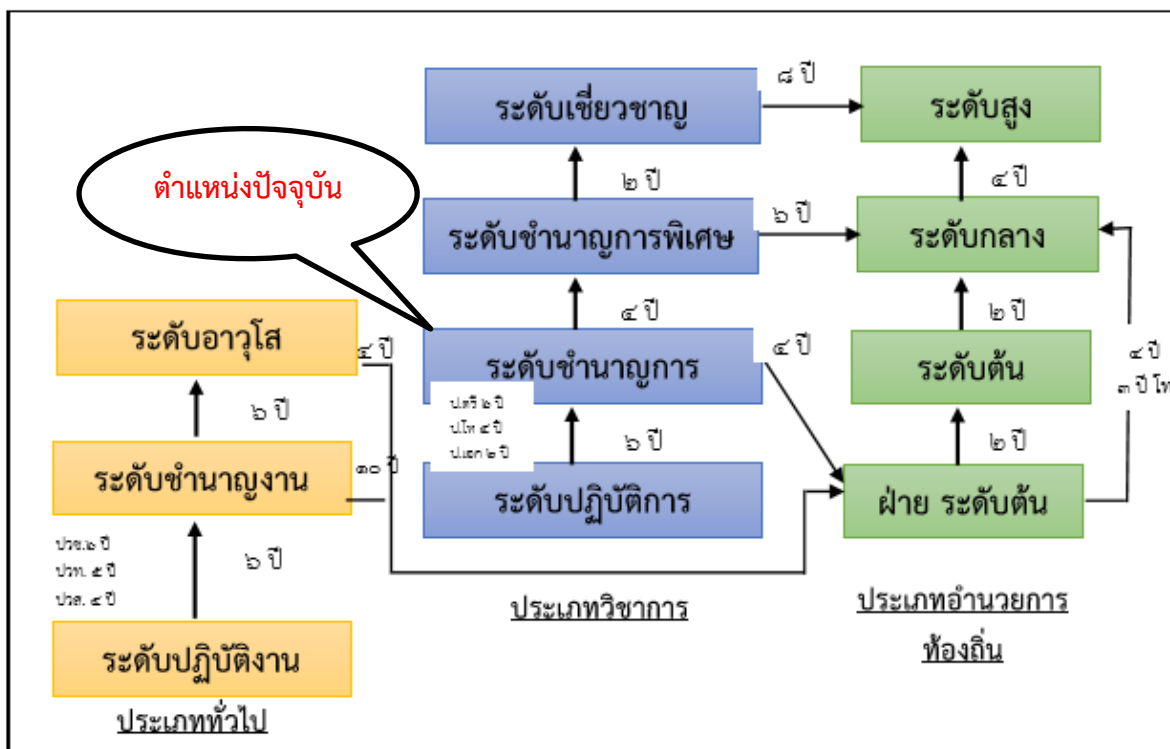 ๘ ปี
ระดับเชี่ยวชาญ
ระดับสูง
ตำแหน่งปัจจุบัน
๒ ปี
๔ ปี
ระดับชำนาญการพิเศษ
๖ ปี
ระดับกลาง
ระดับอาวุโส
๔ ปี
๒ ปี
๔ ปี
ระดับชำนาญการ
๔ ปี
ระดับต้น
๔ ปี
๓ ปี โท
๖ ปี
ป.ตรี ๖ ปี
ป.โท ๔ ปี
ป.เอก ๒ ปี
๖ ปี
๒ ปี
ระดับชำนาญงาน
๑๐ ปี
ระดับปฏิบัติการ
ฝ่าย ระดับต้น
ปวช.๖ ปี
ปวท. ๕ ปี
ปวส. ๔ ปี
๖ ปี
ประเภทวิชาการ
ประเภทอำนวยการ
ท้องถิ่น
ระดับปฏิบัติงาน
ประเภททั่วไป